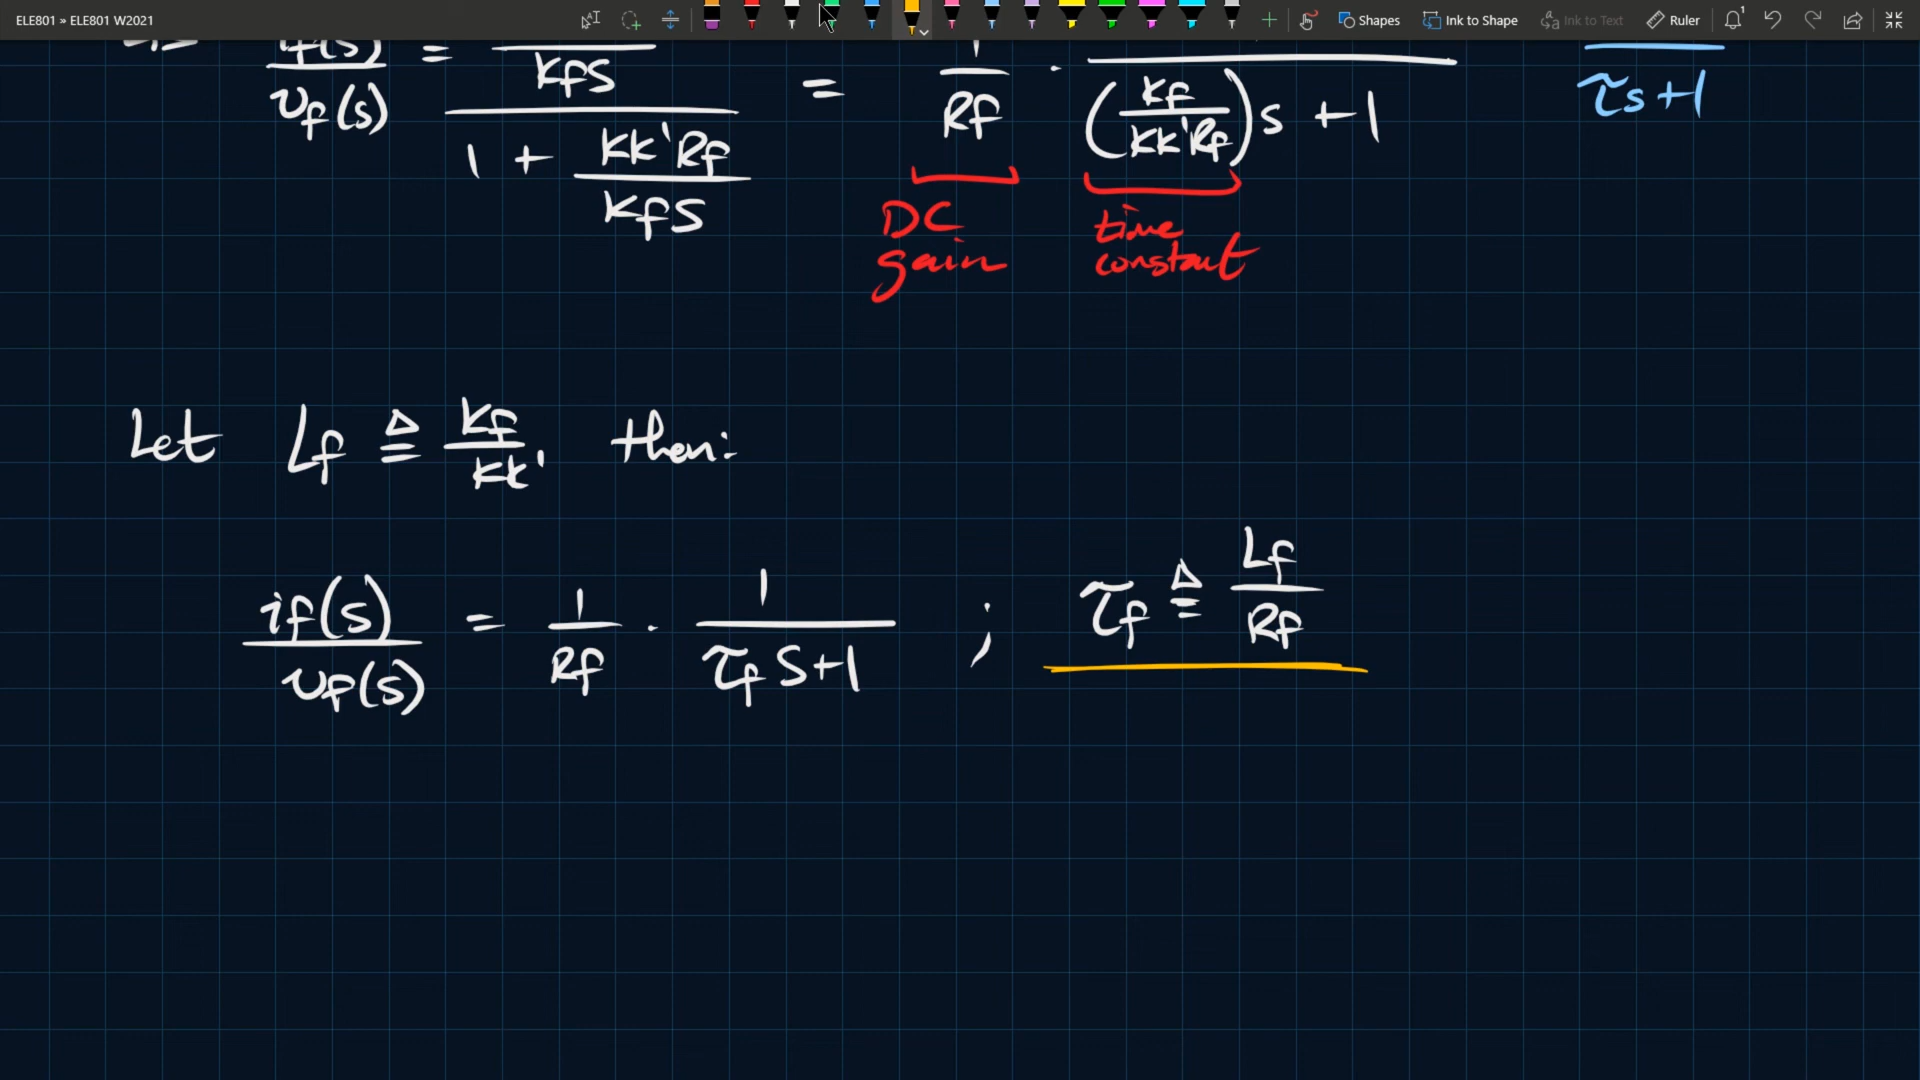 ELE801 » ELE801 W2021
Shapes Ink to Shape Ink to Text Ruler 1
if(s) / vf(s) = / kfs / 1 + kk'Rf / kfs = 1 / Rf · / (kf / kk'Rf)s + 1
τs+1
DC gain
time constant
Let Lf ≜ kf / kk' then:
if(s) / vf(s) = 1 / Rf · 1 / τf s+1 ; τf ≜ Lf / Rf